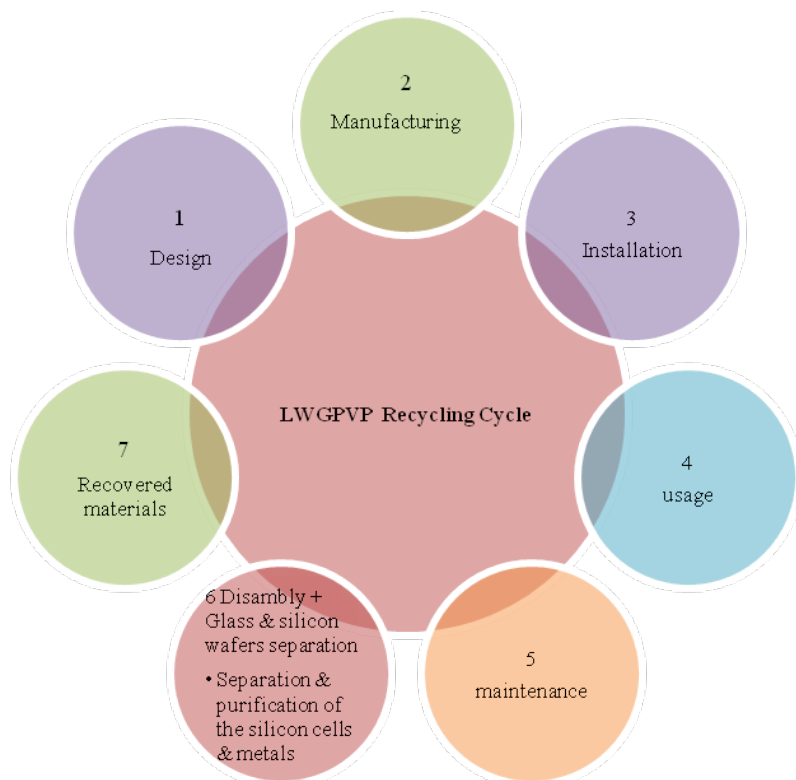 2
Manufacturing
1
Design
3
Installation
LWGPVP Recycling Cycle
7
Recovered
materials
4
usage
6 Disambly +
Glass & silicon
wafers separation
• Separation &
purification of
the silicon cells
& metals
5
maintenance